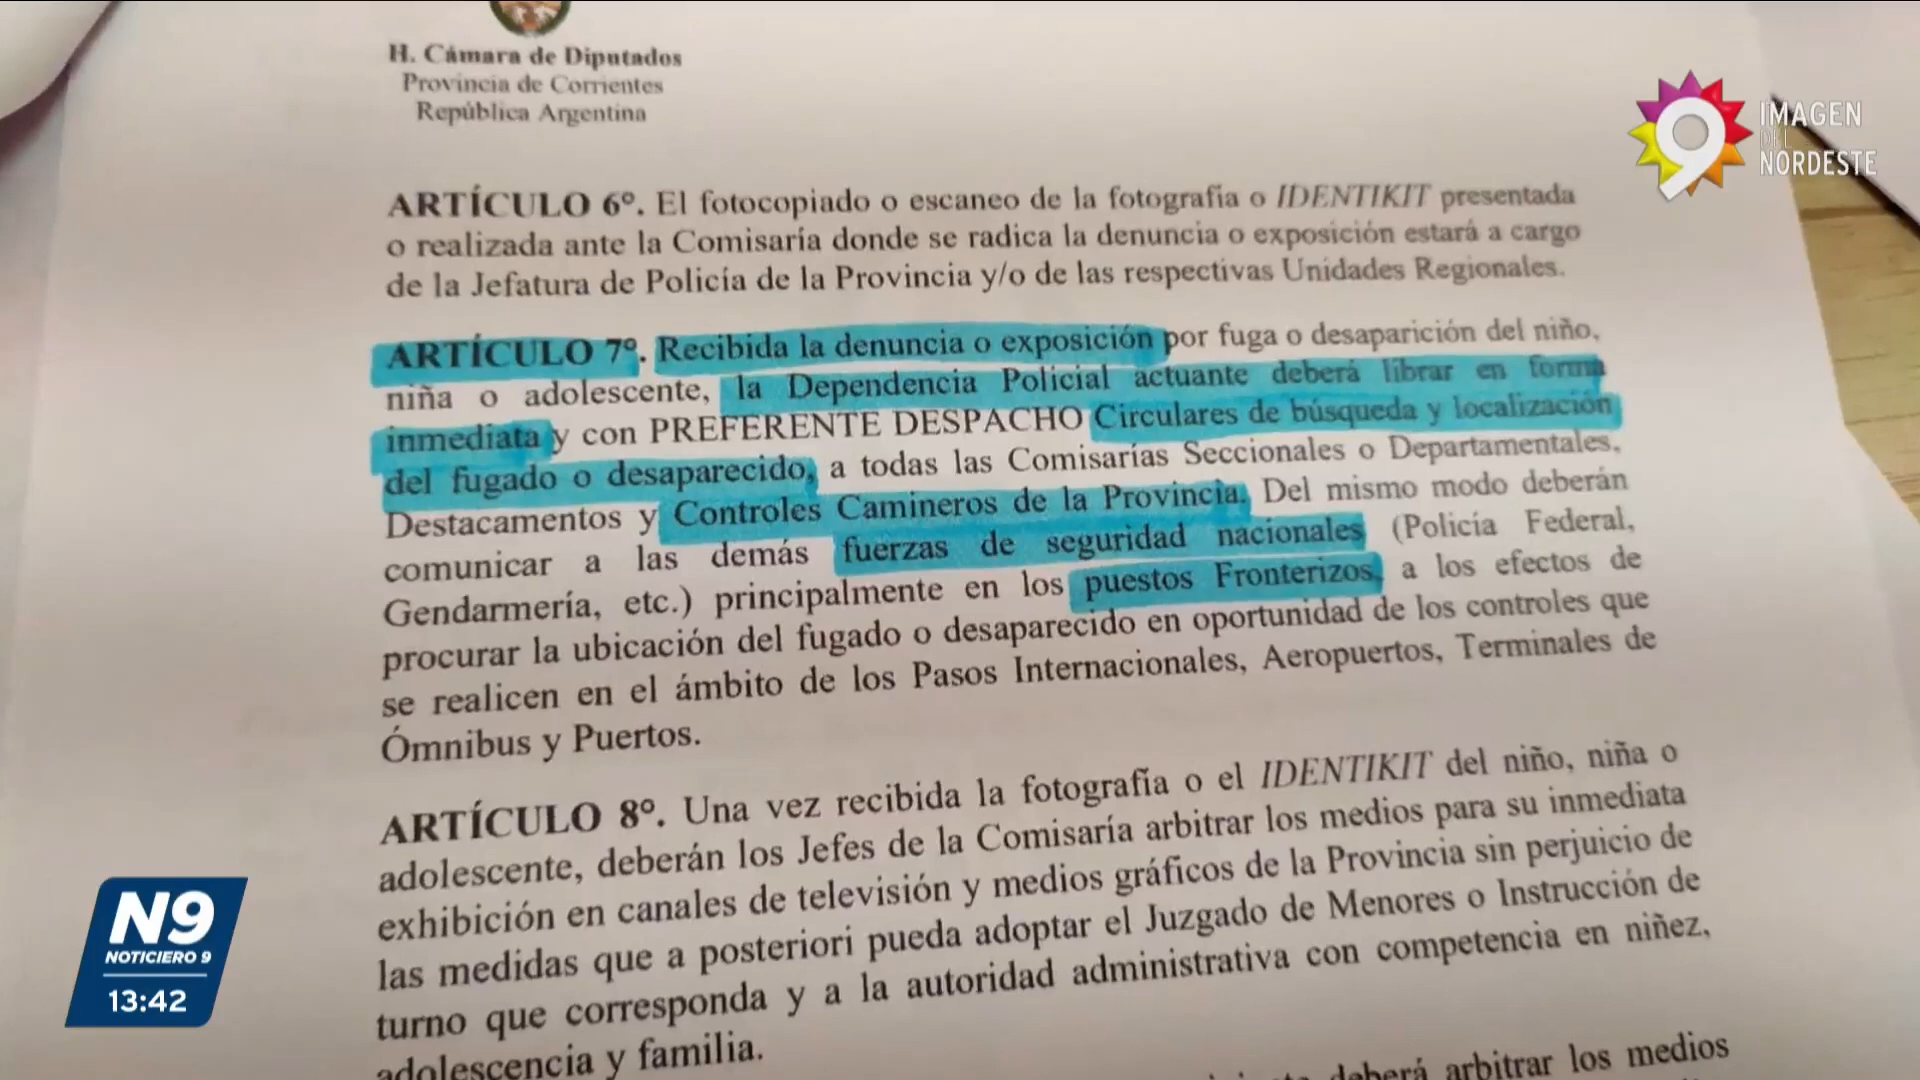 H. Cámara de Diputados
Provincia de Corrientes
República Argentina
IMAGEN
DEL
NORDESTE
9
ARTÍCULO 6º. El fotocopiado o escaneo de la fotografía o IDENTIKIT presentada
o realizada ante la Comisaría donde se radica la denuncia o exposición estará a cargo
de la Jefatura de Policía de la Provincia y/o de las respectivas Unidades Regionales.
ARTÍCULO 7º. Recibida la denuncia o exposición por fuga o desaparición del niño,
niña o adolescente, la Dependencia Policial actuante deberá librar en forma
inmediata y con PREFERENTE DESPACHO Circulares de búsqueda y localización
del fugado o desaparecido, a todas las Comisarías Seccionales o Departamentales,
Destacamentos y Controles Camineros de la Provincia. Del mismo modo deberán
comunicar a las demás fuerzas de seguridad nacionales (Policía Federal,
Gendarmería, etc.) principalmente en los puestos Fronterizos, a los efectos de
procurar la ubicación del fugado o desaparecido en oportunidad de los controles que
se realicen en el ámbito de los Pasos Internacionales, Aeropuertos, Terminales de
Ómnibus y Puertos.
ARTÍCULO 8º. Una vez recibida la fotografía o el IDENTIKIT del niño, niña o
adolescente, deberán los Jefes de la Comisaría arbitrar los medios para su inmediata
exhibición en canales de televisión y medios gráficos de la Provincia sin perjuicio de
las medidas que a posteriori pueda adoptar el Juzgado de Menores o Instrucción de
turno que corresponda y a la autoridad administrativa con competencia en niñez,
adolescencia y familia.
deberá arbitrar los medios
N9
NOTICIERO 9
13:42